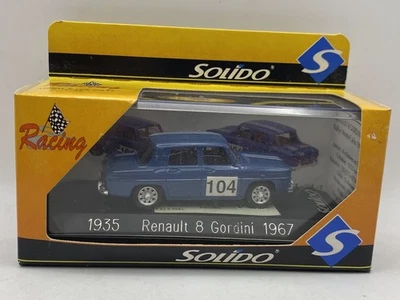 SOLIDO
S
Racing
104
1935 Renault 8 Gordini 1967
SOLIDO
S